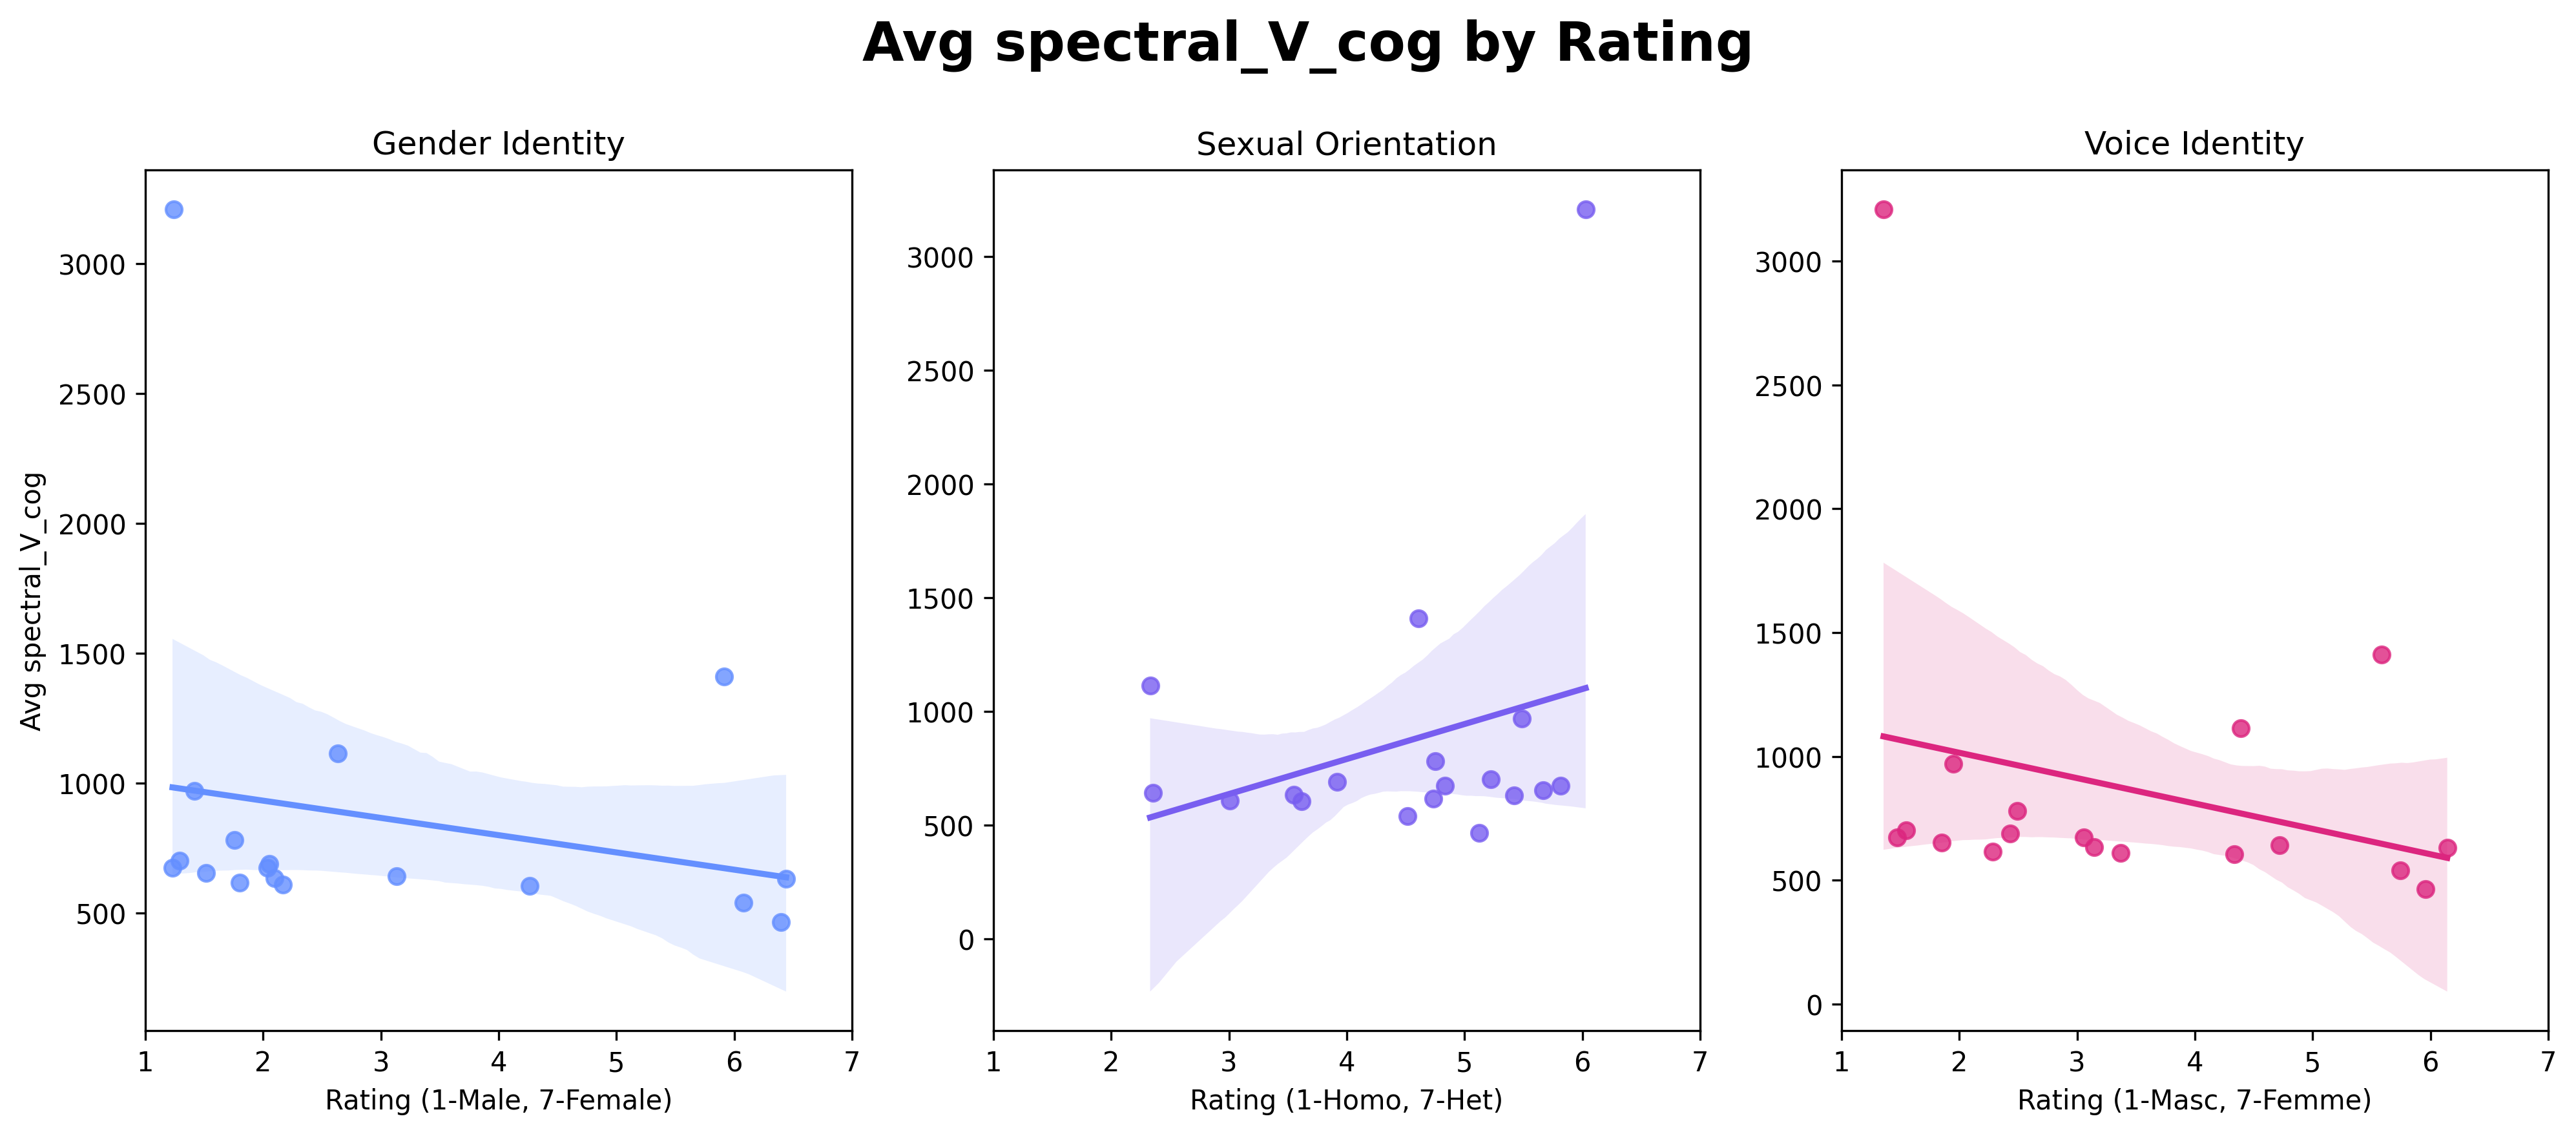 Avg spectral_V_cog by Rating
Gender Identity
Sexual Orientation
Voice Identity
Avg spectral_V_cog
3000
2500
2000
1500
1000
500
1 2 3 4 5 6 7
Rating (1-Male, 7-Female)
3000
2500
2000
1500
1000
500
0
1 2 3 4 5 6 7
Rating (1-Homo, 7-Het)
3000
2500
2000
1500
1000
500
0
1 2 3 4 5 6 7
Rating (1-Masc, 7-Femme)